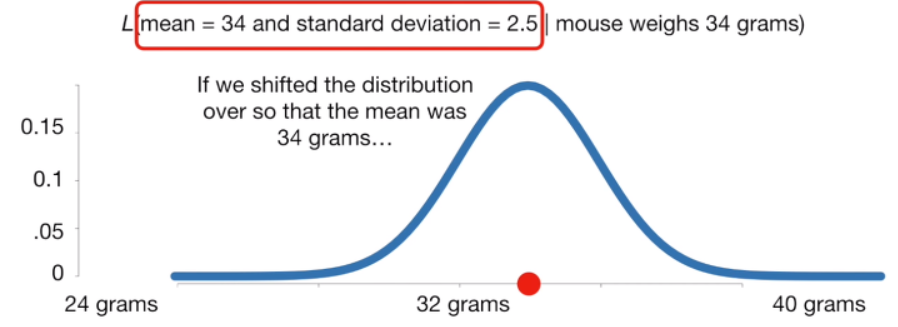 L(mean = 34 and standard deviation = 2.5 | mouse weighs 34 grams)
If we shifted the distribution
over so that the mean was
34 grams...
0.15
0.1
.05
0
24 grams
32 grams
40 grams